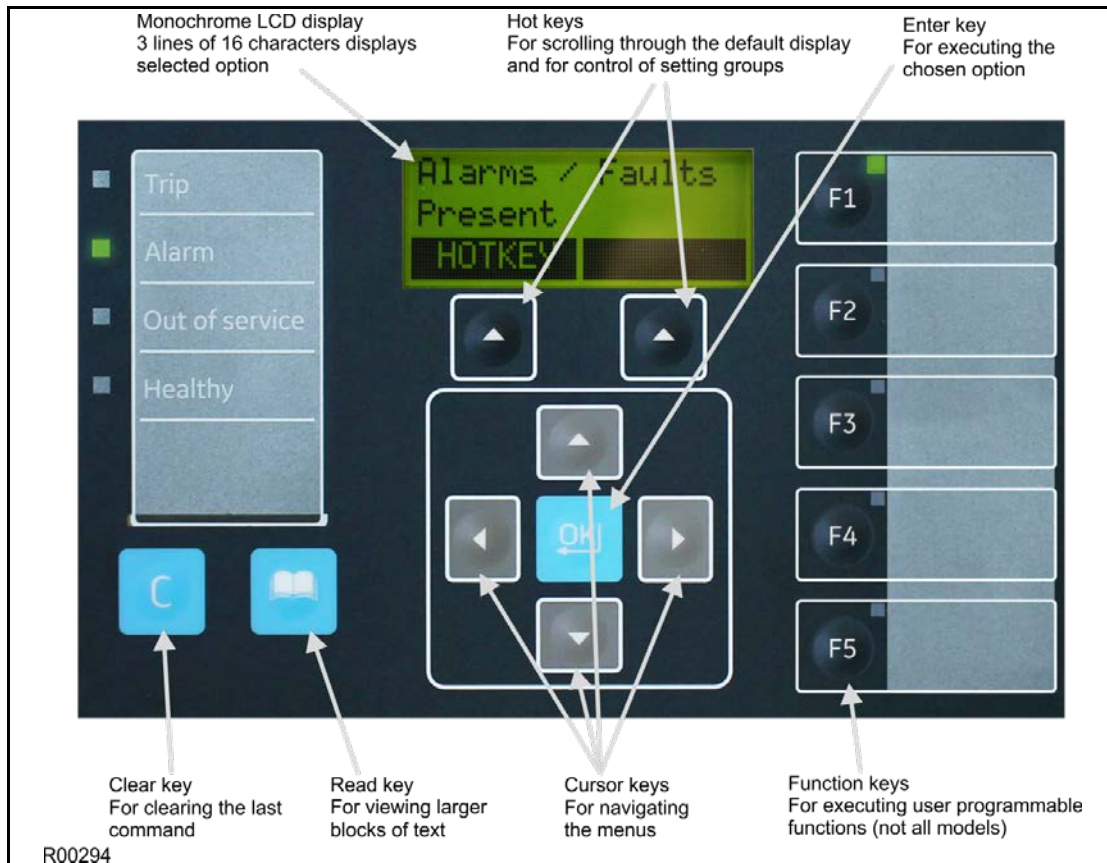 Monochrome LCD display
3 lines of 16 characters displays
selected option
Hot keys
For scrolling through the default display
and for control of setting groups
Enter key
For executing the
chosen option
Trip
Alarm
Out of service
Healthy
Alarms / Faults
Present
HOTKEY
F1
F2
F3
F4
F5
OK
C
Clear key
For clearing the last
command
Read key
For viewing larger
blocks of text
Cursor keys
For navigating
the menus
Function keys
For executing user programmable
functions (not all models)
R00294